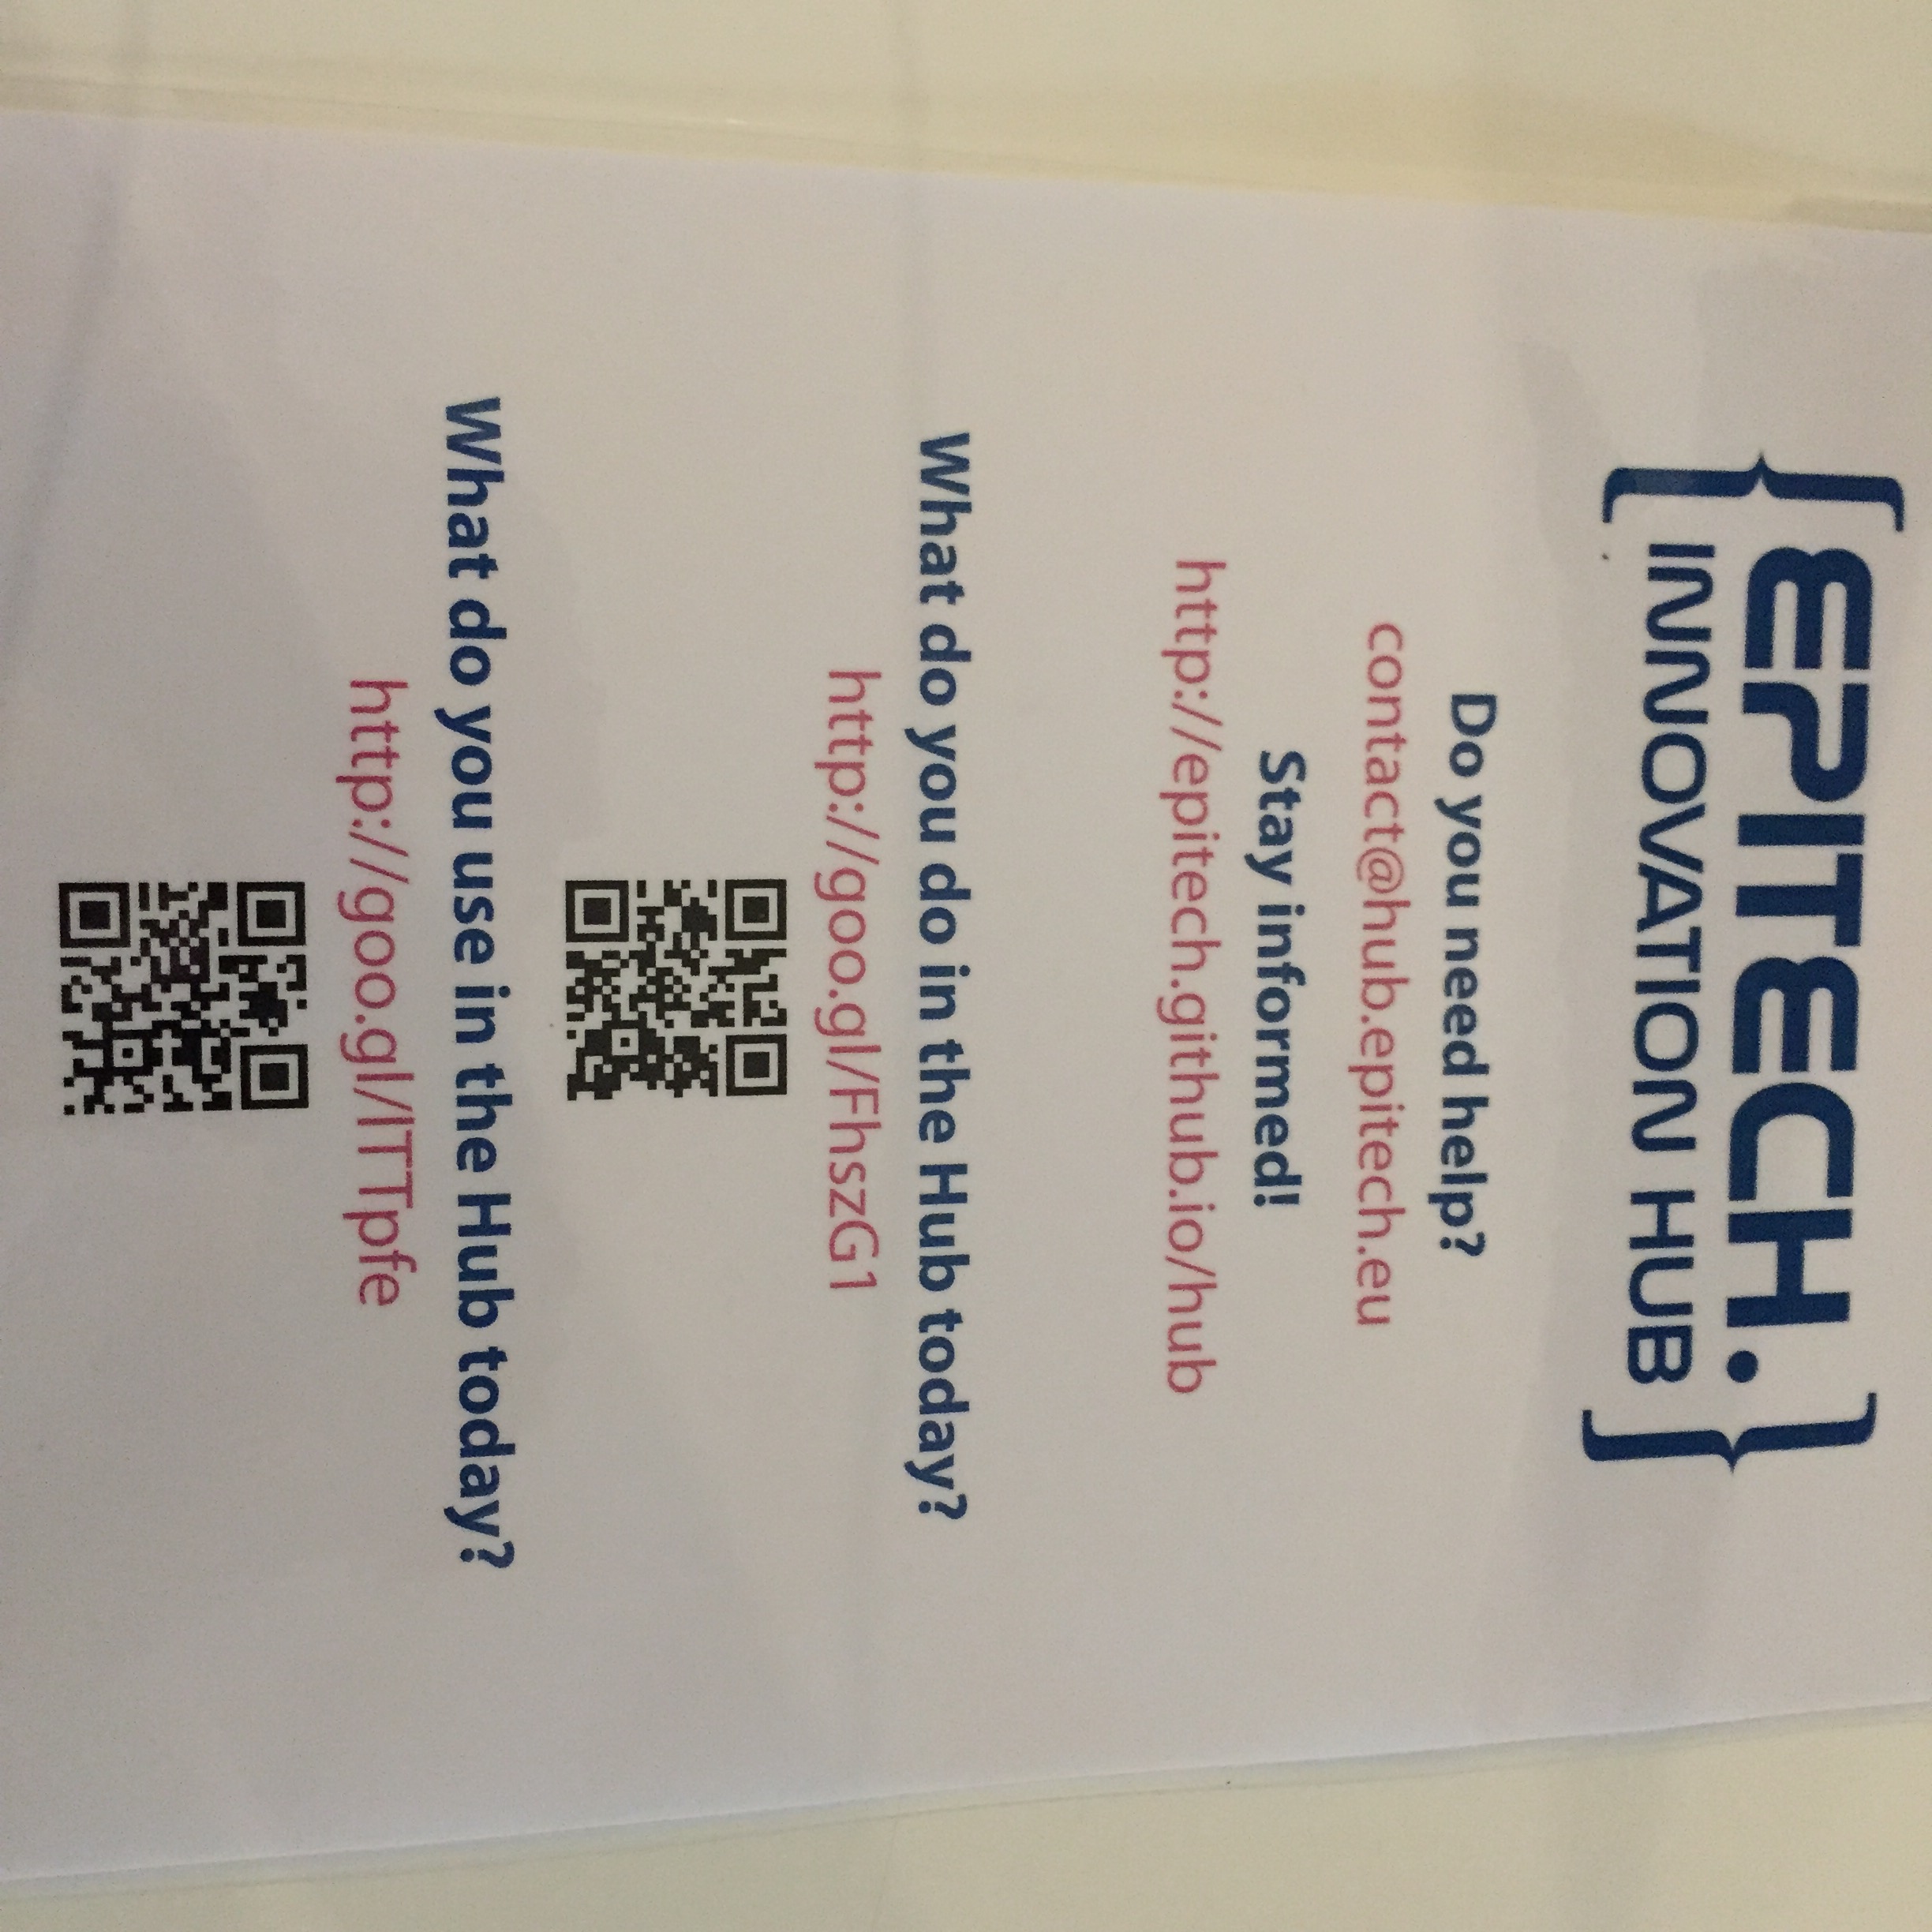 {EPITECH.}
INNOVATION HUB
Do you need help?
contact@hub.epitech.eu
Stay informed!
http://epitech.github.io/hub
What do you do in the Hub today?
http://goo.gl/FhszG1
What do you use in the Hub today?
http://goo.gl/lTTpfe